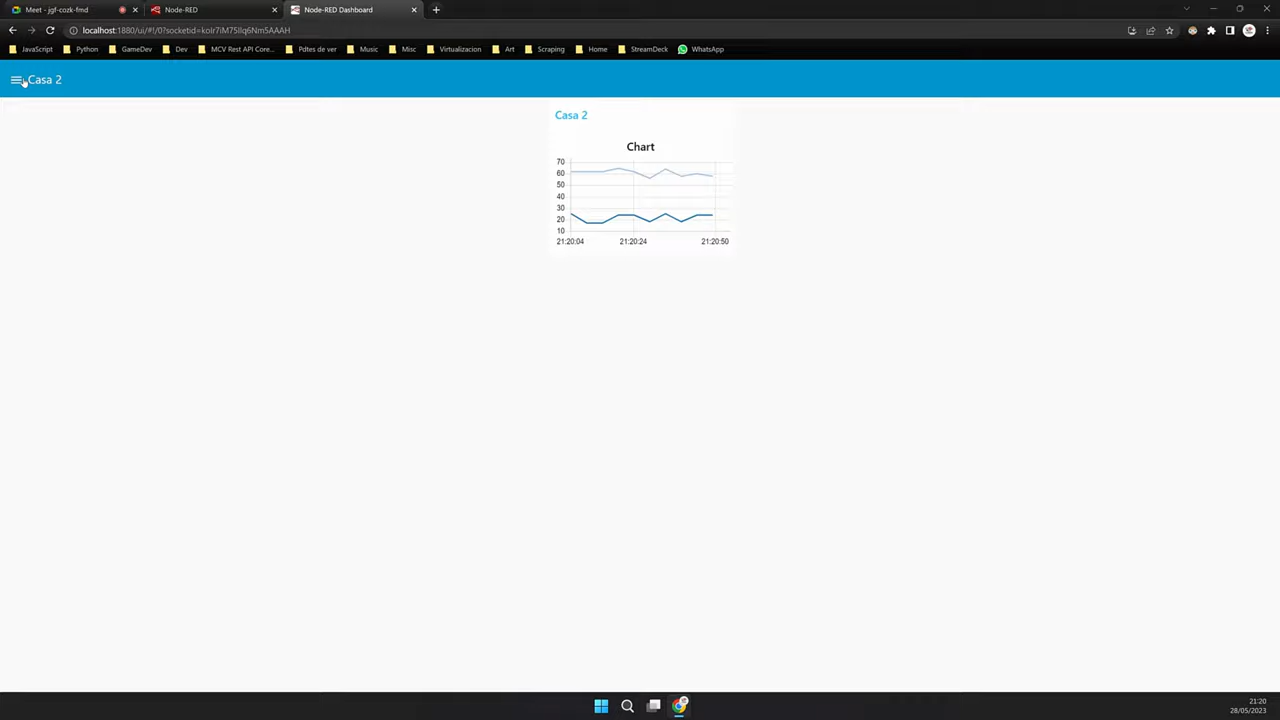 Meet - jgf-cozk-fmd
Node-RED
Node-RED Dashboard
localhost:1880/ui/#!/0?socketid=
JavaScript
Python
GameDev
Dev
MCV Rest API Core...
Pdtes de ver
Music
Misc
Virtualizacion
Art
Scraping
Home
StreamDeck
WhatsApp
Casa 2
Casa 2
Chart
70
60
50
40
30
20
10
21:20:04
21:20:24
21:20:50
21:20
28/05/2023